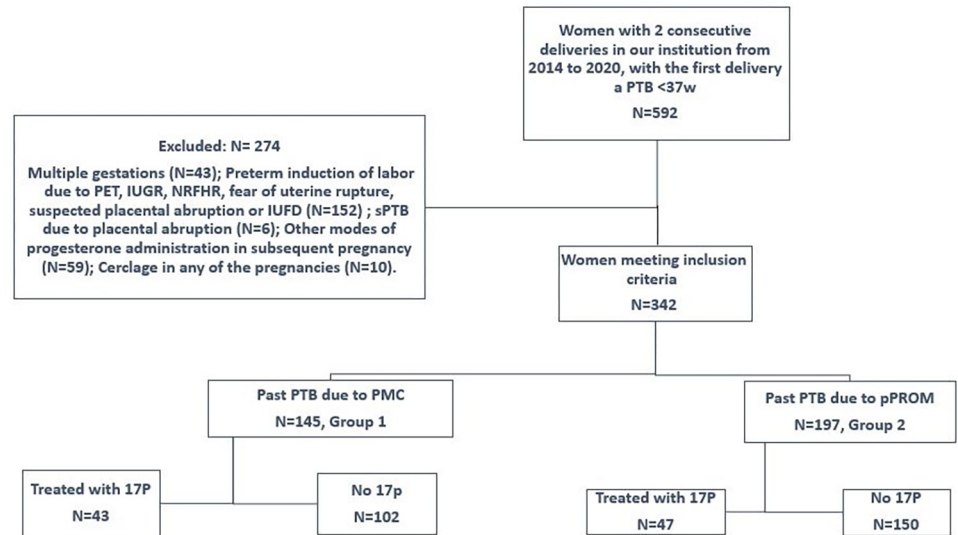 Women with 2 consecutive
deliveries in our institution from
2014 to 2020, with the first delivery
a PTB <37w
N=592
Excluded: N= 274
Multiple gestations (N=43); Preterm induction of labor
due to PET, IUGR, NRFHR, fear of uterine rupture,
suspected placental abruption or IUFD (N=152) ; sPTB
due to placental abruption (N=6); Other modes of
progesterone administration in subsequent pregnancy
(N=59); Cerclage in any of the pregnancies (N=10).
Women meeting inclusion
criteria
N=342
Past PTB due to PMC
N=145, Group 1
Past PTB due to pPROM
N=197, Group 2
Treated with 17P
N=43
No 17p
N=102
Treated with 17P
N=47
No 17P
N=150